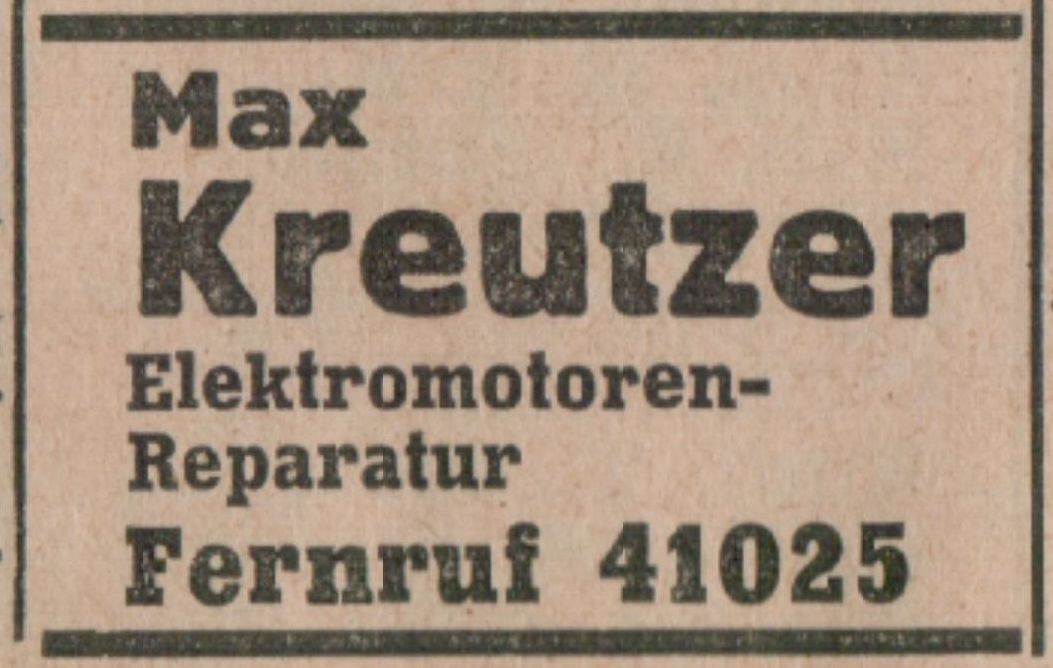 Max
Kreutzer
Elektromotoren-
Reparatur
Fernruf 41025